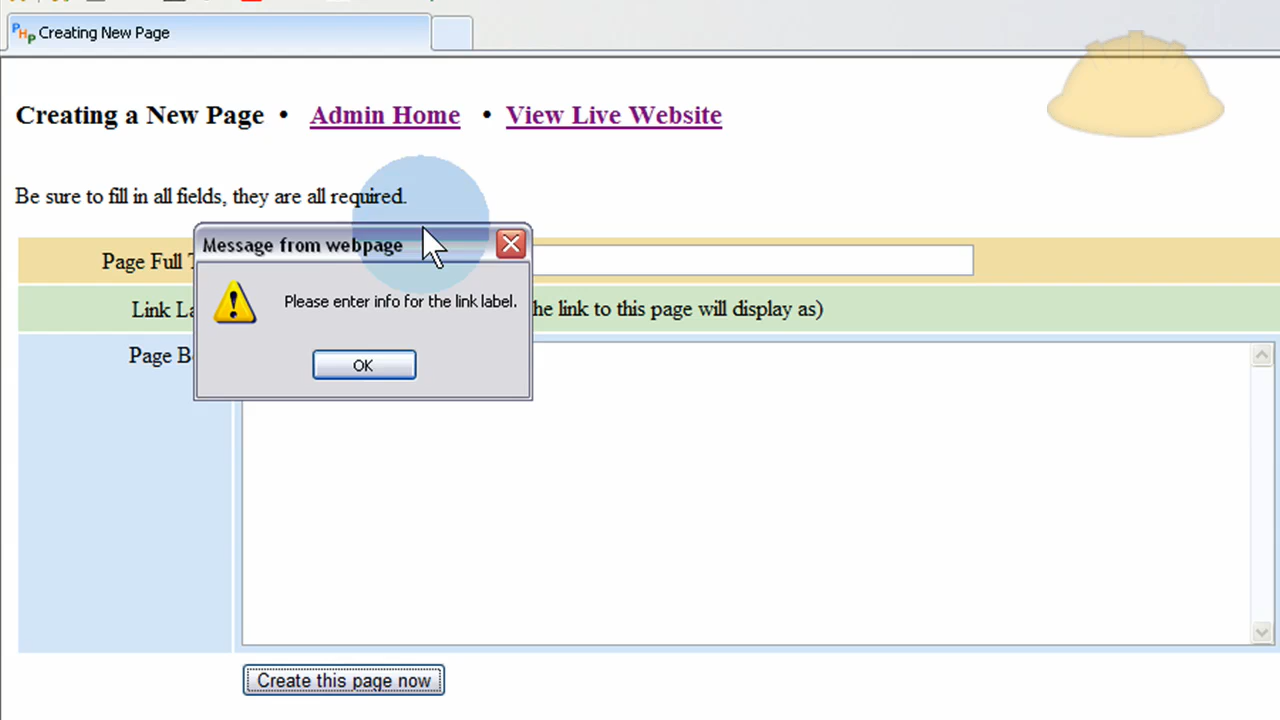 PHP Creating New Page
Creating a New Page • Admin Home • View Live Website
Be sure to fill in all fields, they are all required.
Message from webpage
Page Full
Please enter info for the link label.
Link La he link to this page will display as)
OK
Page B
Create this page now